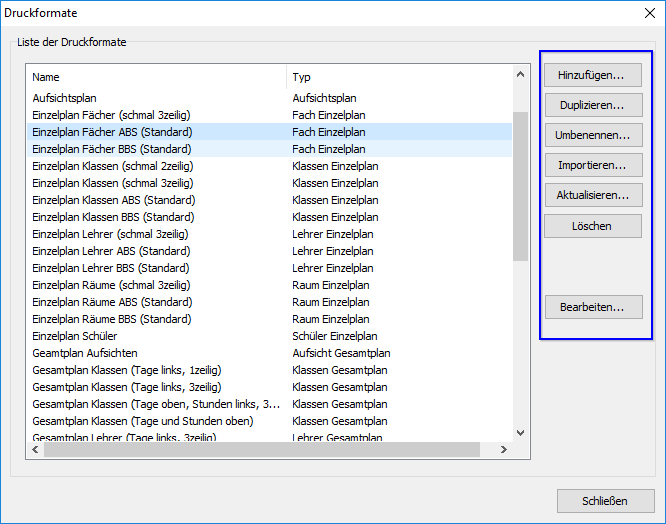 Druckformate
Liste der Druckformate
Name Typ
Aufsichtsplan Aufsichtsplan
Einzelplan Fächer (schmal 3zeilig) Fach Einzelplan
Einzelplan Fächer ABS (Standard) Fach Einzelplan
Einzelplan Fächer BBS (Standard) Fach Einzelplan
Einzelplan Klassen (schmal 2zeilig) Klassen Einzelplan
Einzelplan Klassen (schmal 3zeilig) Klassen Einzelplan
Einzelplan Klassen ABS (Standard) Klassen Einzelplan
Einzelplan Klassen BBS (Standard) Klassen Einzelplan
Einzelplan Lehrer (schmal 3zeilig) Lehrer Einzelplan
Einzelplan Lehrer ABS (Standard) Lehrer Einzelplan
Einzelplan Lehrer BBS (Standard) Lehrer Einzelplan
Einzelplan Räume (schmal 3zeilig) Raum Einzelplan
Einzelplan Räume ABS (Standard) Raum Einzelplan
Einzelplan Räume BBS (Standard) Raum Einzelplan
Einzelplan Schüler Schüler Einzelplan
Geamtplan Aufsichten Aufsicht Gesamtplan
Gesamtplan Klassen (Tage links, 1zeilig) Klassen Gesamtplan
Gesamtplan Klassen (Tage links, 3zeilig) Klassen Gesamtplan
Gesamtplan Klassen (Tage oben, Stunden links, 3... Klassen Gesamtplan
Gesamtplan Klassen (Tage und Stunden oben) Klassen Gesamtplan
Gesamtplan Lehrer (Tage links, 3zeilig) Lehrer Gesamtplan
Hinzufügen...
Duplizieren...
Umbenennen...
Importieren...
Aktualisieren...
Löschen
Bearbeiten...
Schließen